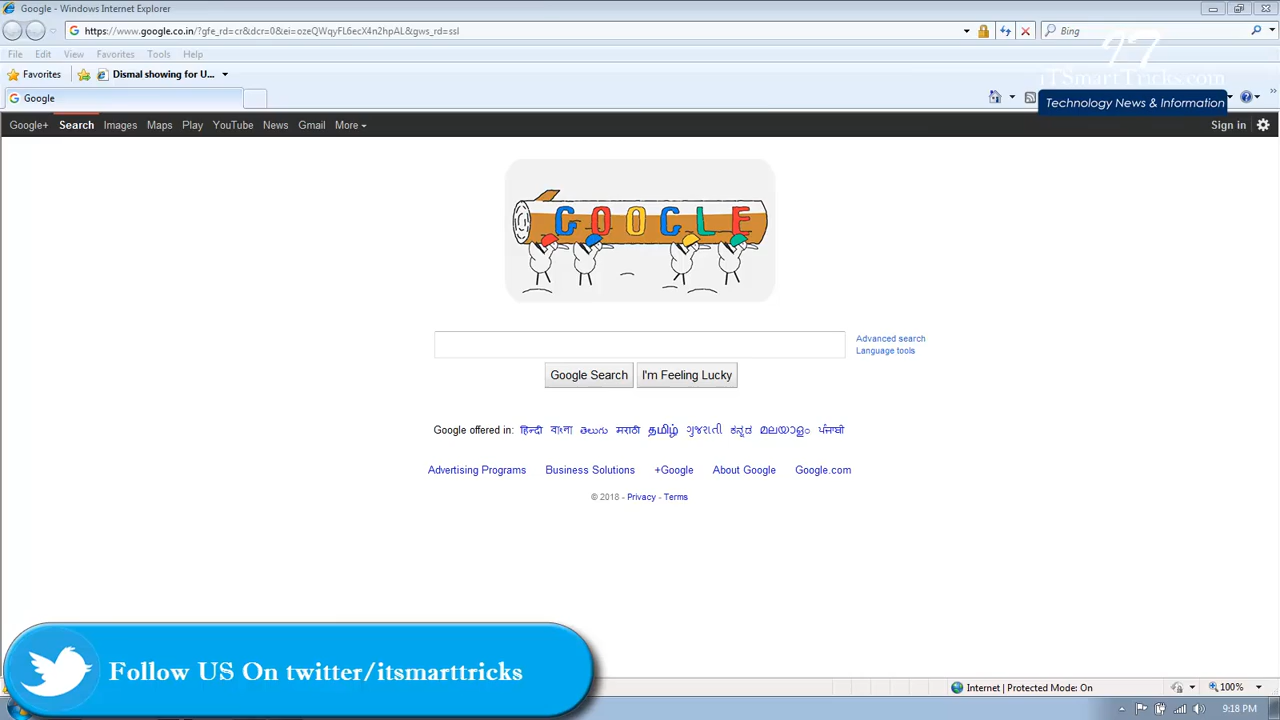 Google - Windows Internet Explorer
https://www.google.co.in/?gfe_rd=cr&dcr=0&ei=ozeQWqyFL6ecX4n2hpAL&gws_rd=ssl
Bing
File Edit View Favorites Tools Help
iTSmartTricks.com
Favorites Dismal showing for U...
Google
Technology News & Information
Google+ Search Images Maps Play YouTube News Gmail More
Sign in
GOOGLE
Advanced search
Language tools
Google Search I'm Feeling Lucky
Google offered in: हिन्दी বাংলা తెలుగు मराठी தமிழ் ગુજરાતી ಕನ್ನಡ മലയാളം ਪੰਜਾਬੀ
Advertising Programs Business Solutions +Google About Google Google.com
© 2018 - Privacy - Terms
Follow US On twitter/itsmarttricks
Internet | Protected Mode: On
100%
9:18 PM